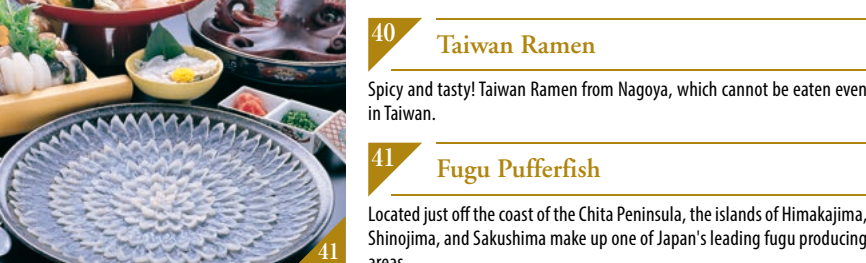 40
Taiwan Ramen
Spicy and tasty! Taiwan Ramen from Nagoya, which cannot be eaten even
in Taiwan.
41
Fugu Pufferfish
Located just off the coast of the Chita Peninsula, the islands of Himakajima,
Shinojima, and Sakushima make up one of Japan's leading fugu producing
areas.
41